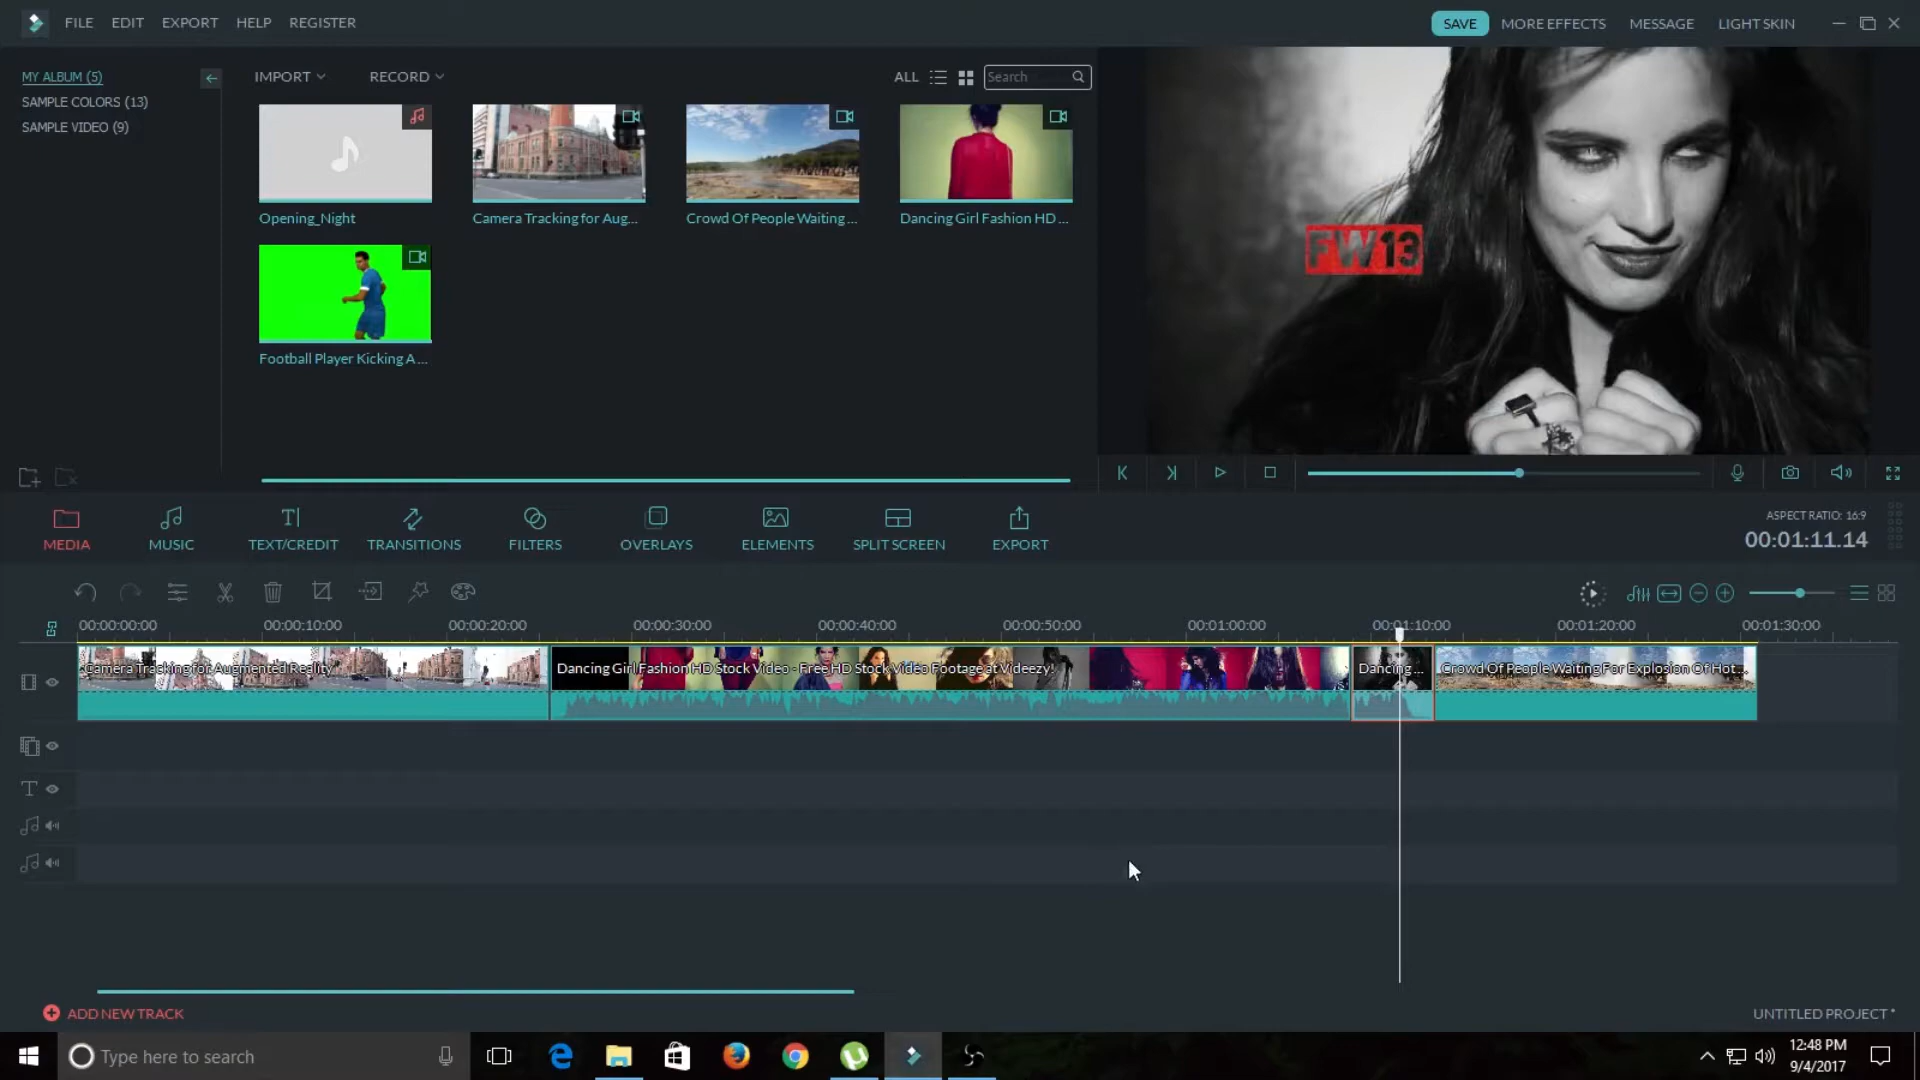 FILE EDIT EXPORT HELP REGISTER
SAVE MORE EFFECTS MESSAGE LIGHT SKIN
MY ALBUM (5)
SAMPLE COLORS (13)
SAMPLE VIDEO (9)
IMPORT RECORD ALL Search
Opening_Night
Camera Tracking for Aug...
Crowd Of People Waiting ...
Dancing Girl Fashion HD ...
Football Player Kicking A ...
FW13
MEDIA MUSIC TEXT/CREDIT TRANSITIONS FILTERS OVERLAYS ELEMENTS SPLIT SCREEN EXPORT
ASPECT RATIO: 16:9
00:01:11.14
00:00:00:00 00:00:10:00 00:00:20:00 00:00:30:00 00:00:40:00 00:00:50:00 00:01:00:00 00:01:10:00 00:01:20:00 00:01:30:00
Camera Tracking for Augmented Reality
Dancing Girl Fashion HD Stock Video - Free HD Stock Video Footage at Videezy!
Dancing ...
Crowd Of People Waiting For Explosion Of Hot...
ADD NEW TRACK
UNTITLED PROJECT *
Type here to search
12:48 PM
9/4/2017